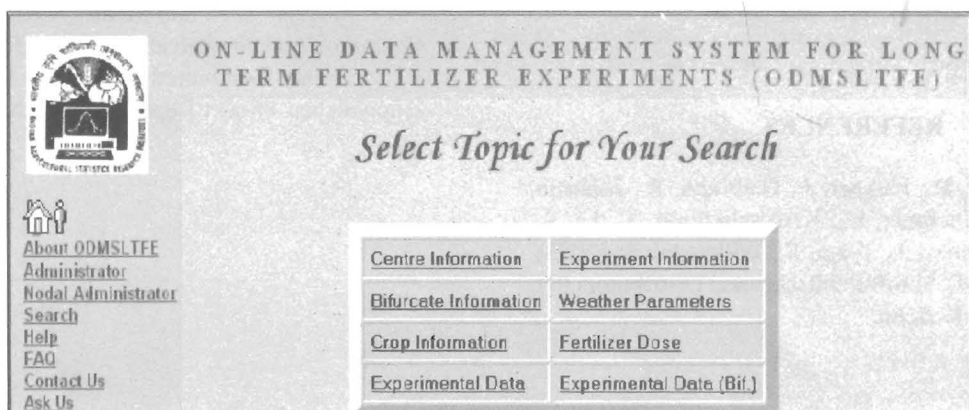 ON-LINE DATA MANAGEMENT SYSTEM FOR LONG
TERM FERTILIZER EXPERIMENTS (ODMSLTFE)
Select Topic for Your Search
About ODMSLTFE
Administrator
Nodal Administrator
Search
Help
FAQ
Contact Us
Ask Us
Centre Information Experiment Information
Bifurcate Information Weather Parameters
Crop Information Fertilizer Dose
Experimental Data Experimental Data (Bif.)